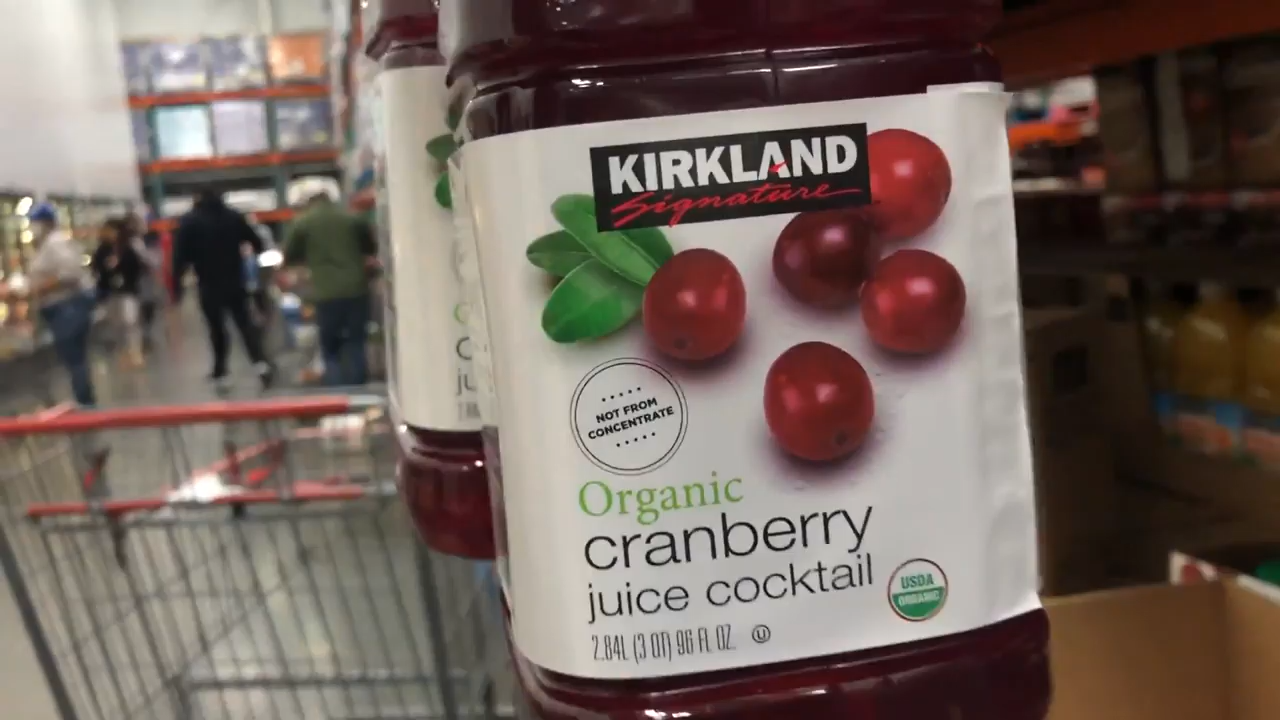 KIRKLAND
Signature
NOT FROM
CONCENTRATE
Organic
cranberry
juice cocktail
USDA
ORGANIC
2.84L (3 QT) 96 FL OZ.
U